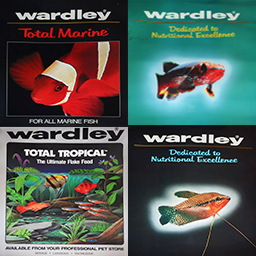 wardley
Total Marine
FOR ALL MARINE FISH
wardley
Dedicated to
Nutritional Excellence
wardley
TOTAL TROPICAL
The Ultimate Flake Food
AVAILABLE FROM YOUR PROFESSIONAL PET STORE
wardley
Dedicated to
Nutritional Excellence